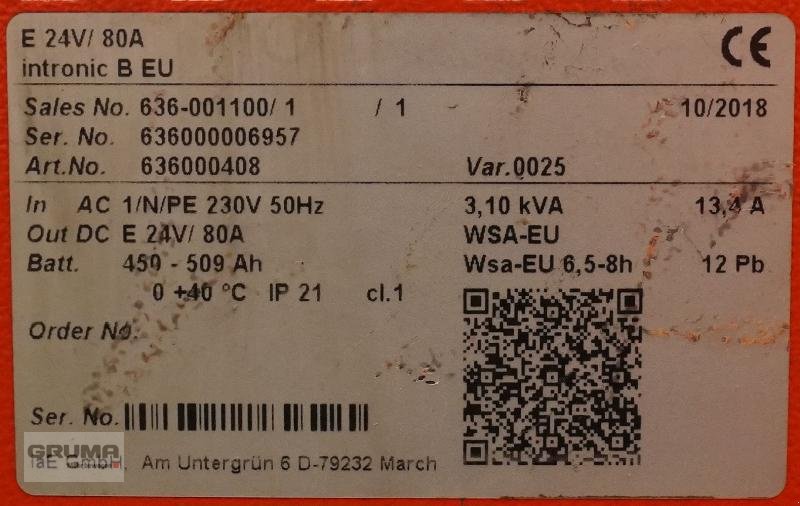 E 24V/ 80A
intronic B EU
CE
Sales No. 636-001100/ 1 / 1 10/2018
Ser. No. 636000006957
Art.No. 636000408 Var.0025
In AC 1/N/PE 230V 50Hz 3,10 kVA 13,4 A
Out DC E 24V/ 80A WSA-EU
Batt. 450 - 509 Ah Wsa-EU 6,5-8h 12 Pb
0 +40 °C IP 21 cl.1
Order No.
Ser. No.
GRUMA
GmbH, Am Untergrün 6 D-79232 March